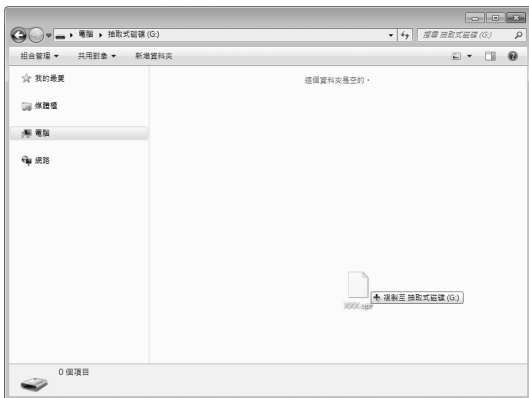 電腦 ▸ 抽取式磁碟 (G:)
搜尋 抽取式磁碟 (G:)
組合管理 ▼ 共用對象 ▼ 新增資料夾
我的最愛
這個資料夾是空的。
媒體櫃
電腦
網路
複製至 抽取式磁碟 (G:)
0 個項目